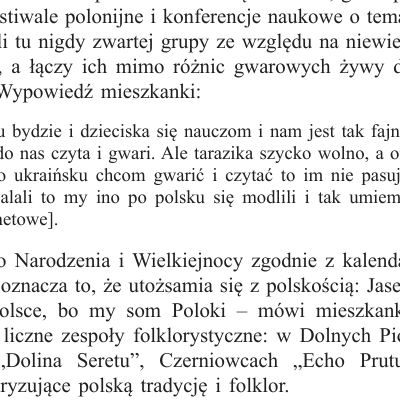 stiwale polonijne i konferencje naukowe o tema
li tu nigdy zwartej grupy ze względu na niewie
, a łączy ich mimo różnic gwarowych żywy d
Wypowiedź mieszkanki:
u bydzie i dzieciska się nauczom i nam jest tak fajn
do nas czyta i gwari. Ale tarazika szycko wolno, a o
o ukraińsku chcom gwarić i czytać to im nie pasuj
alali to my ino po polsku się modlili i tak umiem
netowe].
o Narodzenia i Wielkiejnocy zgodnie z kalenda
oznacza to, że utożsamia się z polskością: Jase
olsce, bo my som Poloki – mówi mieszkank
liczne zespoły folklorystyczne: w Dolnych Pio
„Dolina Seretu”, Czerniowcach „Echo Prutu
ryzujące polską tradycję i folklor.